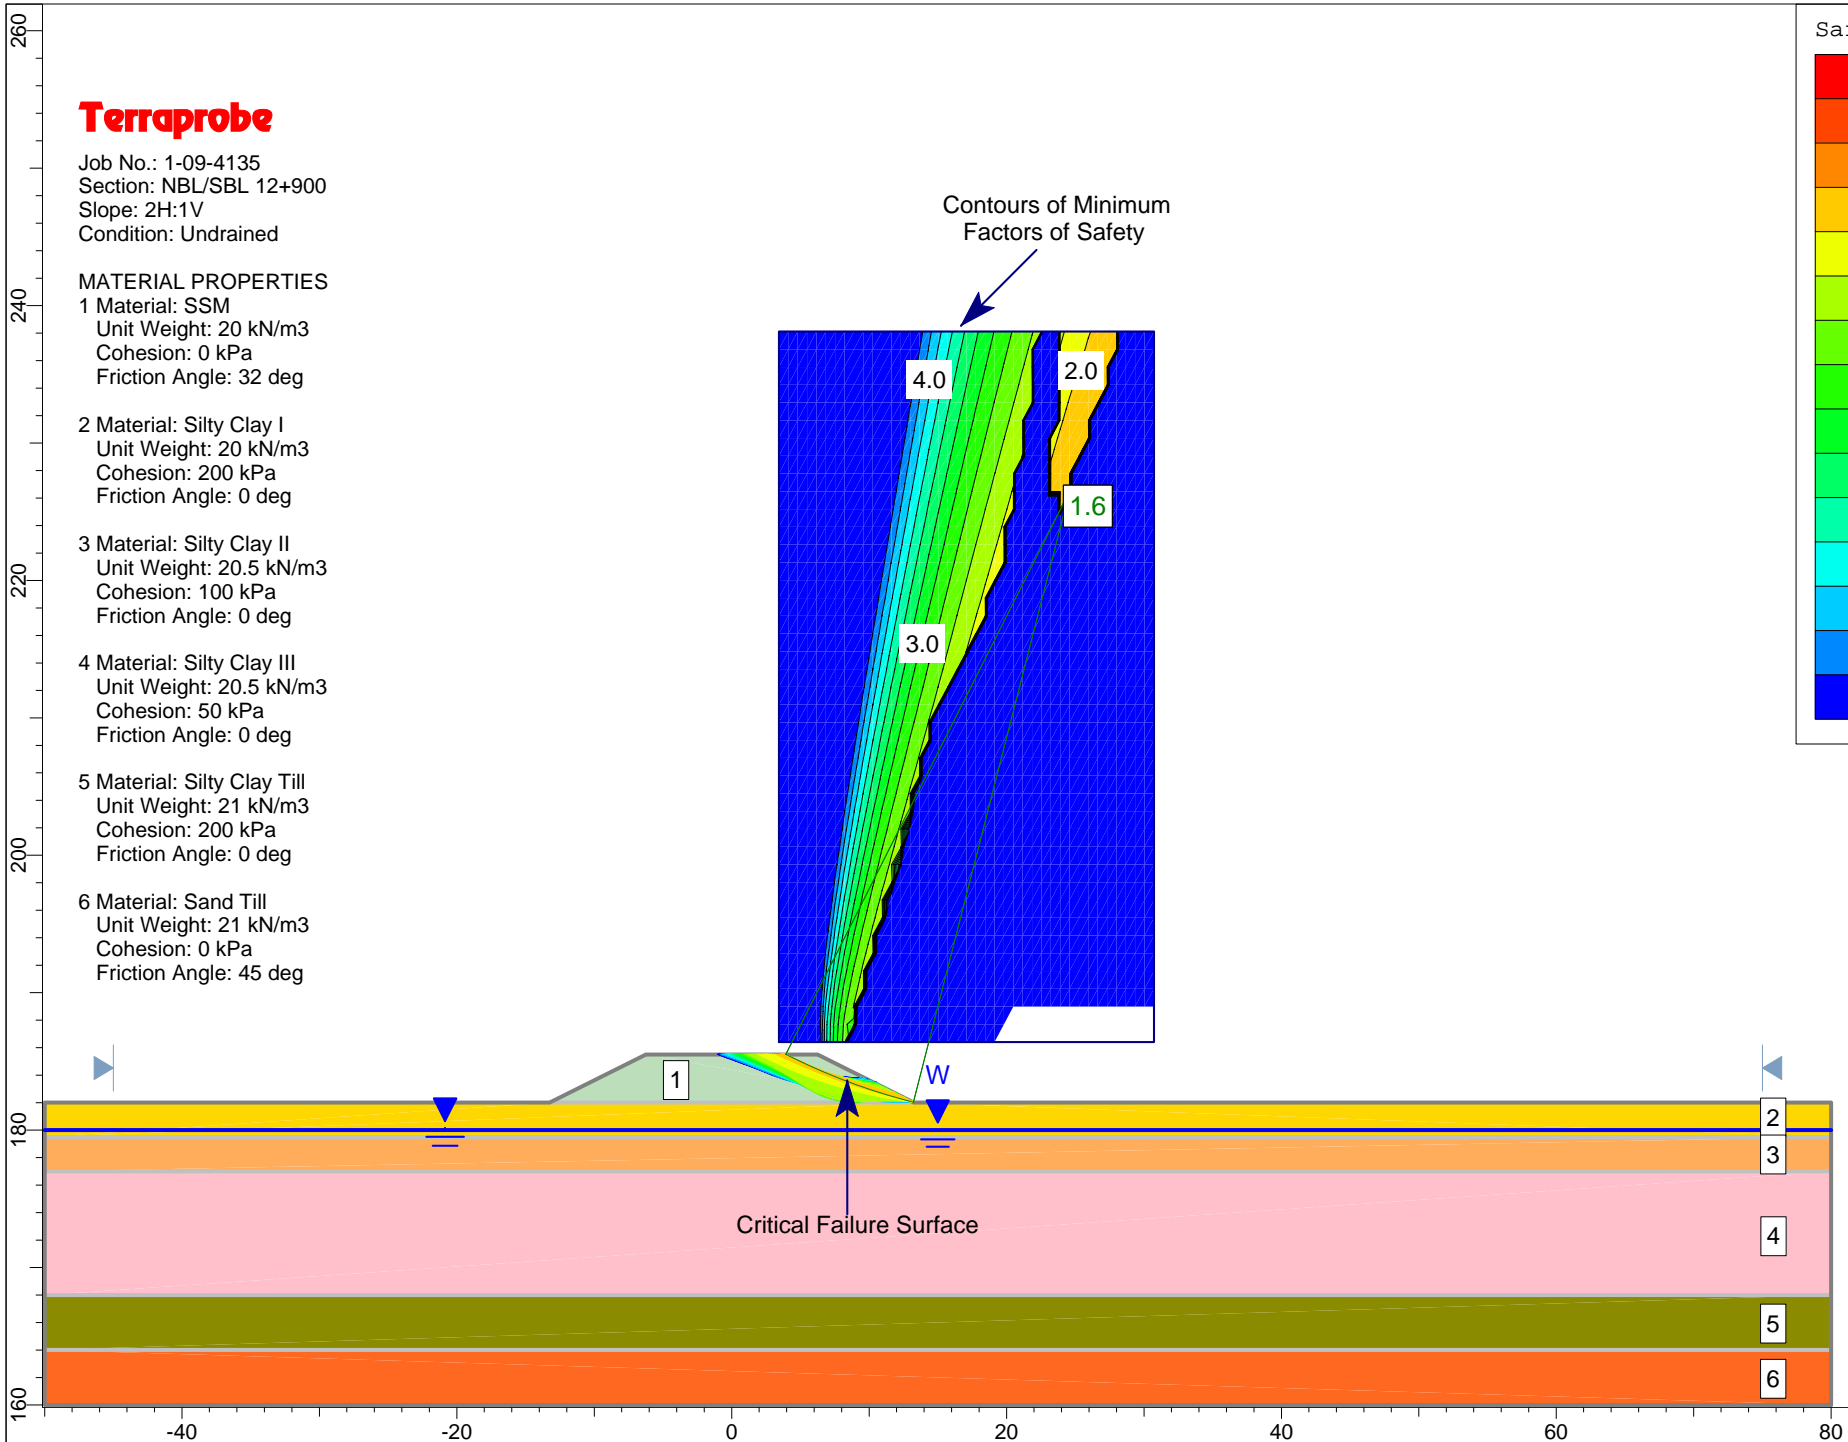 Terraprobe
Job No.: 1-09-4135
Section: NBL/SBL 12+900
Slope: 2H:1V
Condition: Undrained
MATERIAL PROPERTIES
1 Material: SSM
Unit Weight: 20 kN/m3
Cohesion: 0 kPa
Friction Angle: 32 deg
2 Material: Silty Clay I
Unit Weight: 20 kN/m3
Cohesion: 200 kPa
Friction Angle: 0 deg
3 Material: Silty Clay II
Unit Weight: 20.5 kN/m3
Cohesion: 100 kPa
Friction Angle: 0 deg
4 Material: Silty Clay III
Unit Weight: 20.5 kN/m3
Cohesion: 50 kPa
Friction Angle: 0 deg
5 Material: Silty Clay Till
Unit Weight: 21 kN/m3
Cohesion: 200 kPa
Friction Angle: 0 deg
6 Material: Sand Till
Unit Weight: 21 kN/m3
Cohesion: 0 kPa
Friction Angle: 45 deg
Contours of Minimum
Factors of Safety
4.0
2.0
1.6
3.0
1
W
2
3
4
5
6
Critical Failure Surface
260
240
220
200
180
160
-40
-20
0
20
40
60
80